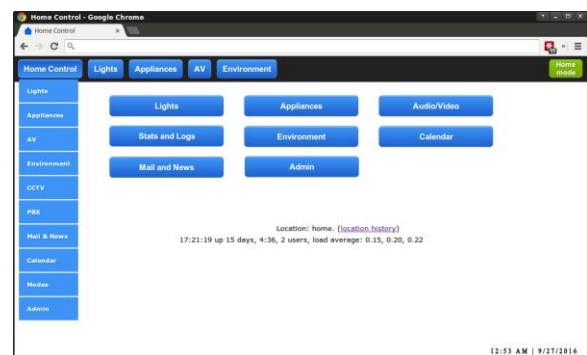 Home Control - Google Chrome
Home Control
Home Control Lights Appliances AV Environment Home mode
Lights
Appliances
AV
Environment
CCTV
PBX
Mail & News
Calendar
Modes
Admin
Lights Appliances Audio/Video
Stats and Logs Environment Calendar
Mail and News Admin
Location: home. (location history)
17:21:19 up 15 days, 4:36, 2 users, load average: 0.15, 0.20, 0.22
12:53 AM | 9/27/2016